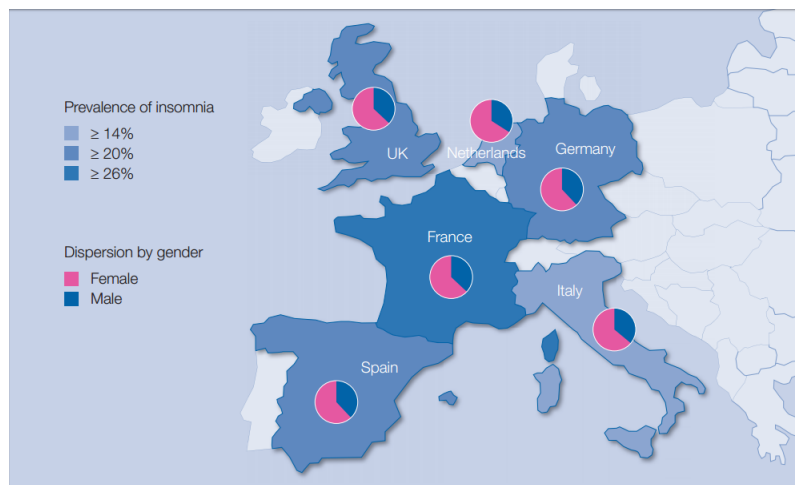 Prevalence of insomnia
≥ 14%
≥ 20%
≥ 26%
Dispersion by gender
Female
Male
UK
Netherlands
Germany
France
Italy
Spain